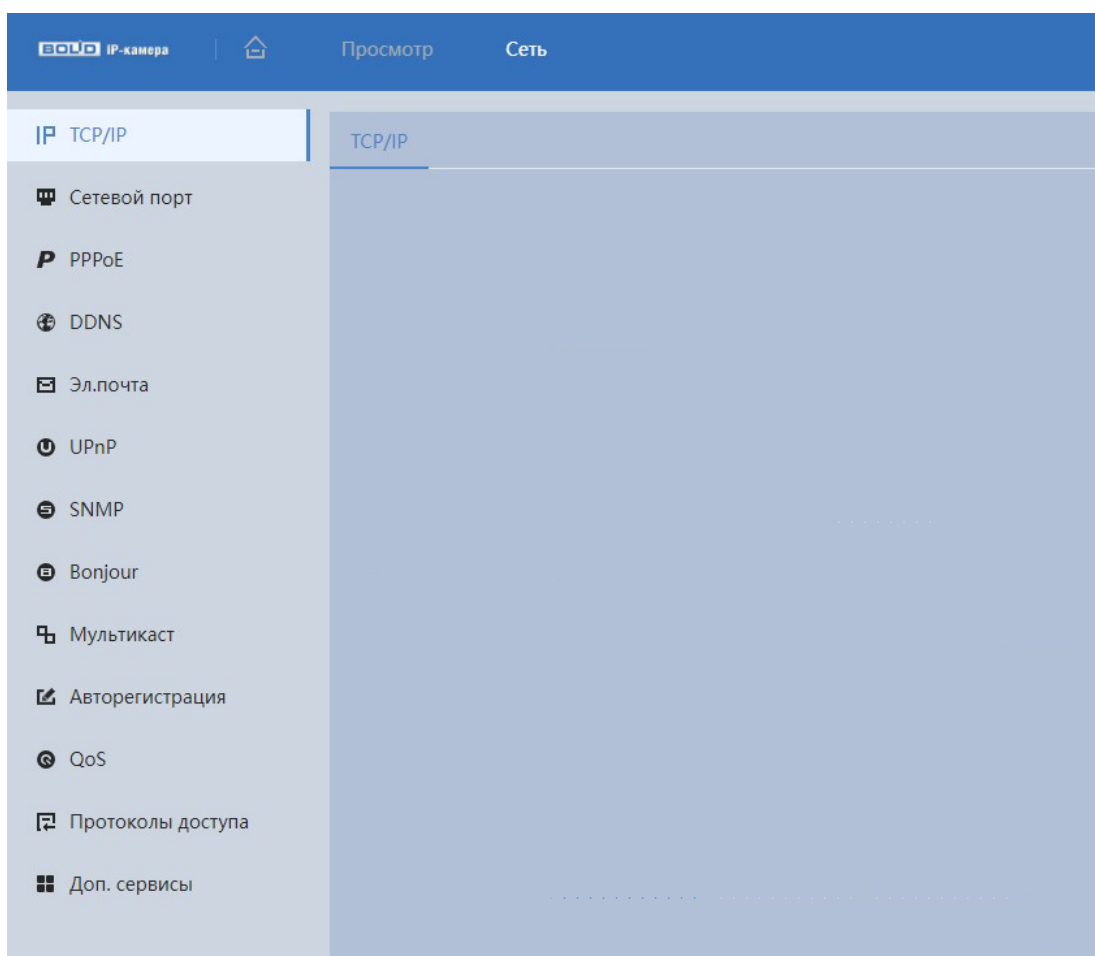 BOLID IP-камера Просмотр Сеть
TCP/IP
TCP/IP
Сетевой порт
PPPoE
DDNS
Эл.почта
UPnP
SNMP
Bonjour
Мультикаст
Авторегистрация
QoS
Протоколы доступа
Доп. сервисы